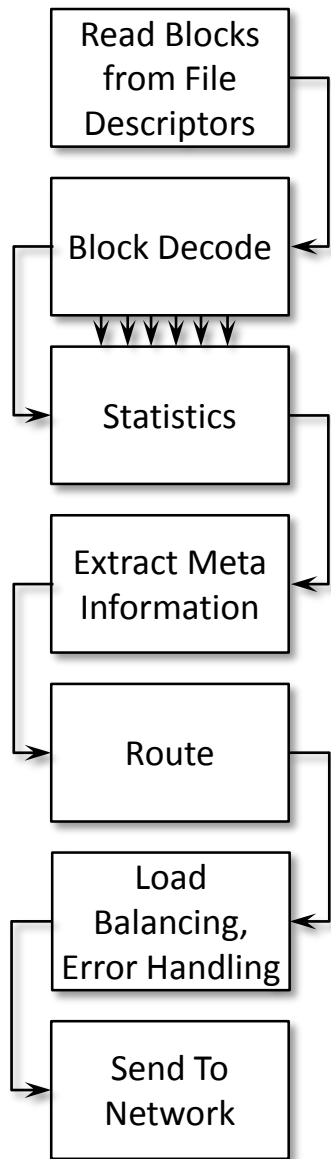 Read Blocks
from File
Descriptors
Block Decode
Statistics
Extract Meta
Information
Route
Load
Balancing,
Error Handling
Send To
Network